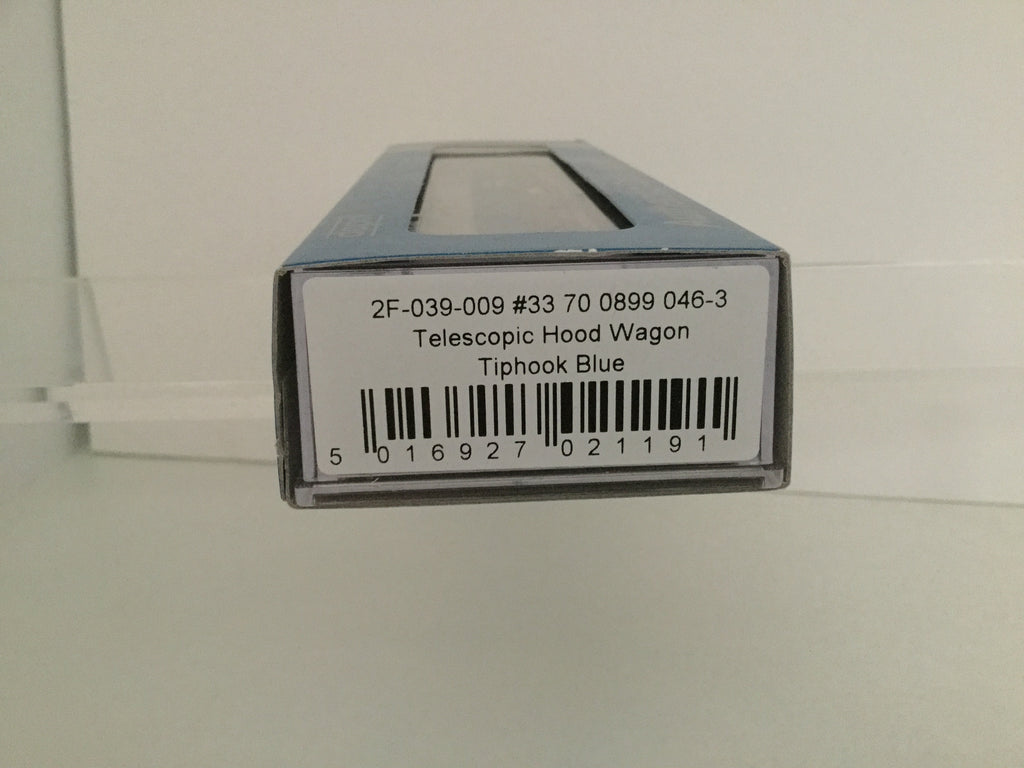 2F-039-009 #33 70 0899 046-3
Telescopic Hood Wagon
Tiphook Blue
5 016927 021191